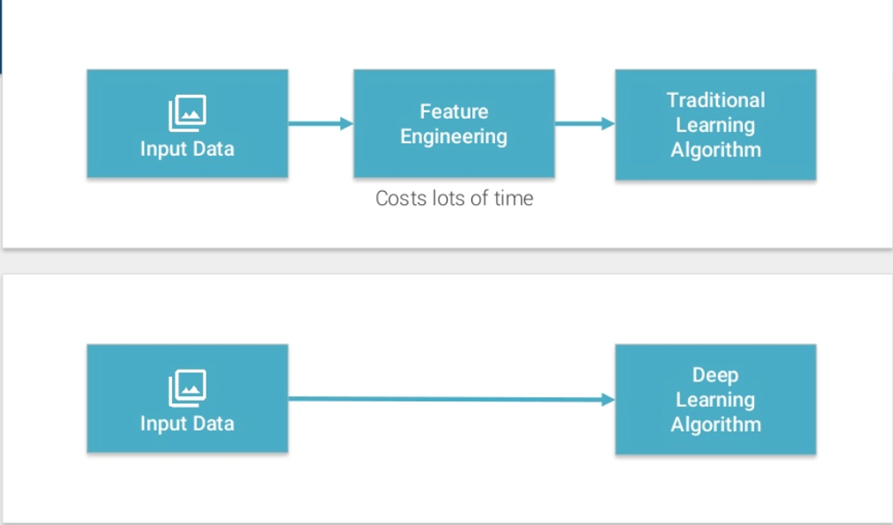 Input Data
Feature
Engineering
Traditional
Learning
Algorithm
Costs lots of time
Input Data
Deep
Learning
Algorithm